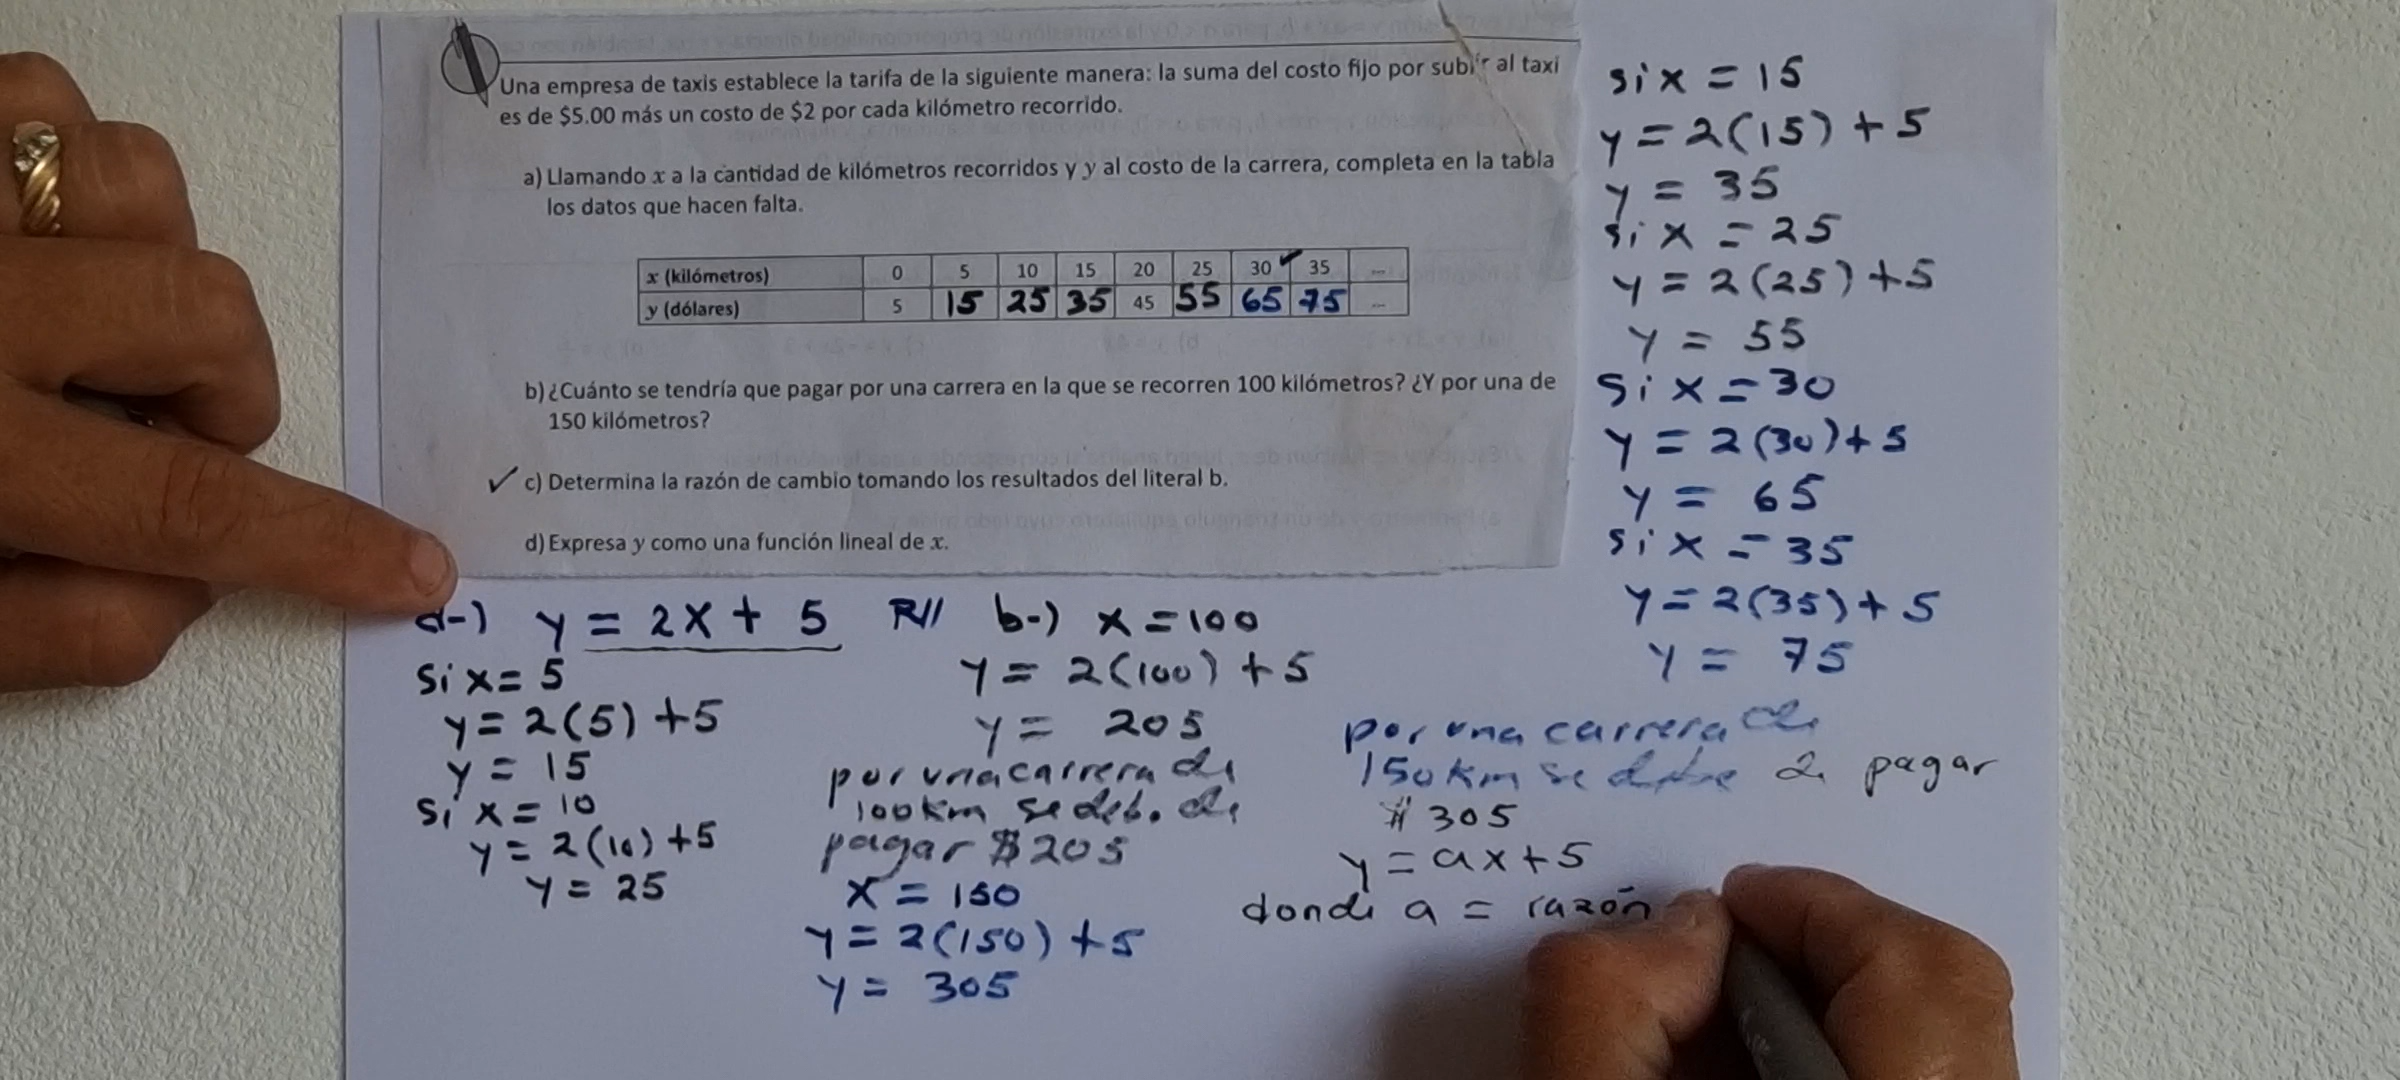 Una empresa de taxis establece la tarifa de la siguiente manera: la suma del costo fijo por subir al taxi
es de $5.00 más un costo de $2 por cada kilómetro recorrido.
a) Llamando x a la cantidad de kilómetros recorridos y y al costo de la carrera, completa en la tabla
los datos que hacen falta.
x (kilómetros) 0 5 10 15 20 25 30 35 ...
y (dólares) 5 15 25 35 45 55 65 75 ...
b) ¿Cuánto se tendría que pagar por una carrera en la que se recorren 100 kilómetros? ¿Y por una de
150 kilómetros?
✓ c) Determina la razón de cambio tomando los resultados del literal b.
d) Expresa y como una función lineal de x.
d-) y = 2x + 5 R//
si x = 5
y = 2(5) + 5
y = 15
si x = 10
y = 2(10) + 5
y = 25
b-) x = 100
y = 2(100) + 5
y = 205
por una carrera de
100 km se debe de
pagar $205
x = 150
y = 2(150) + 5
y = 305
si x = 15
y = 2(15) + 5
y = 35
si x = 25
y = 2(25) + 5
y = 55
si x = 30
y = 2(30) + 5
y = 65
si x = 35
y = 2(35) + 5
y = 75
por una carrera de
150 km se debe de pagar
$305
y = ax + 5
donde a = razón